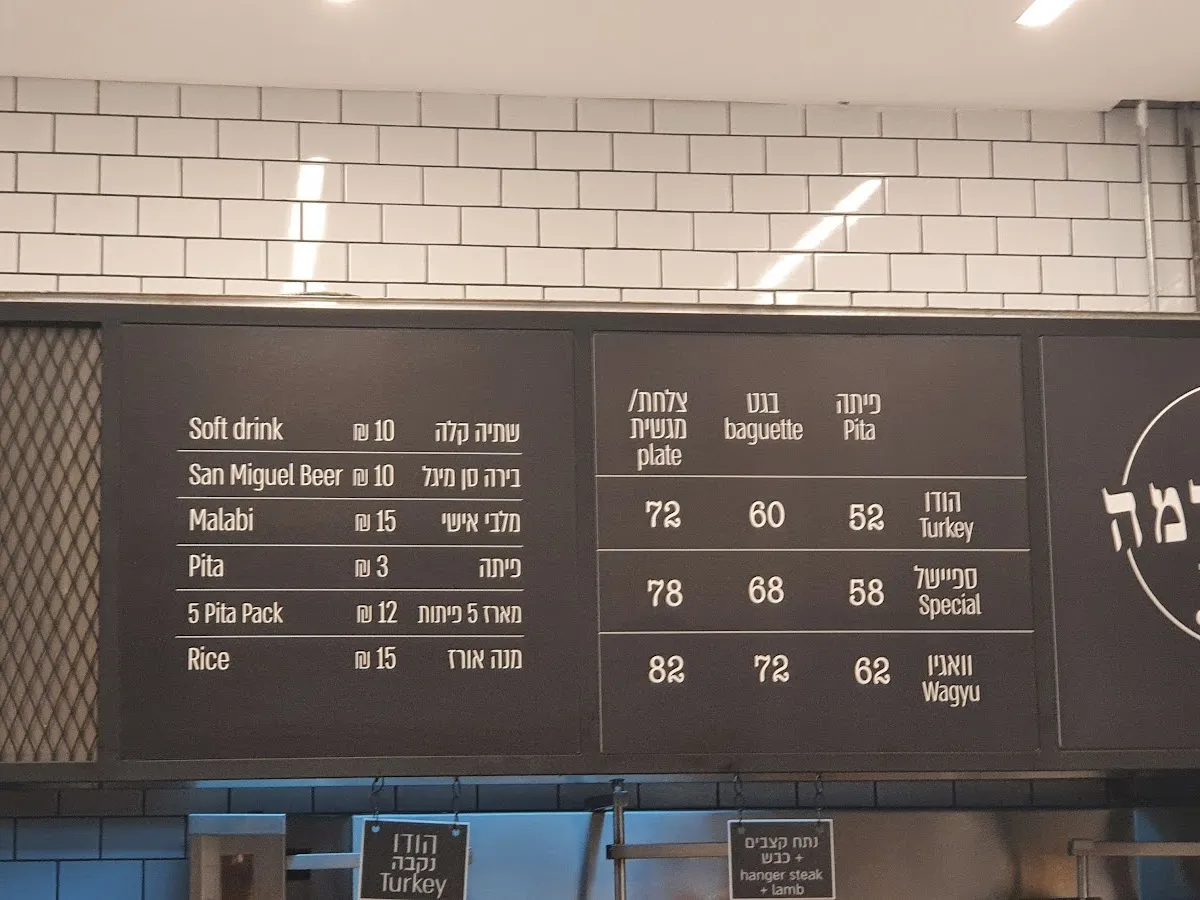 Soft drink ₪ 10 שתיה קלה
San Miguel Beer ₪ 10 בירה סן מיגל
Malabi ₪ 15 מלבי אישי
Pita ₪ 3 פיתה
5 Pita Pack ₪ 12 מארז 5 פיתות
Rice ₪ 15 מנה אורז
צלחת/ בגט פיתה
מגשית baguette Pita
plate
72 60 52 הודו
Turkey
78 68 58 ספיישל
Special
82 72 62 וואגיו
Wagyu
הודו
נקבה
Turkey
נתח קצבים
+ כבש
hanger steak
+ lamb